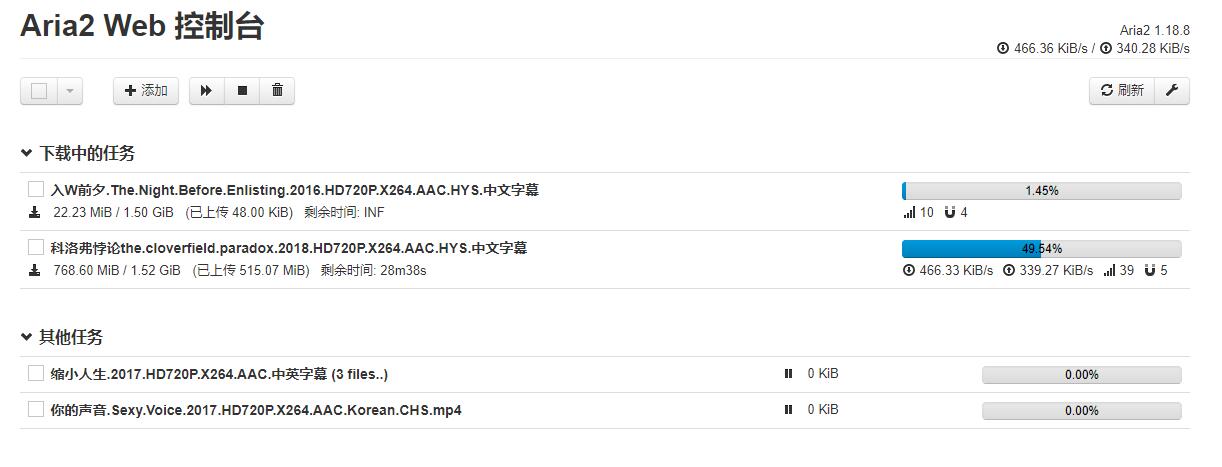 Aria2 Web 控制台
Aria2 1.18.8
466.36 KiB/s / 340.28 KiB/s
添加
刷新
下载中的任务
入W前夕.The.Night.Before.Enlisting.2016.HD720P.X264.AAC.HYS.中文字幕
1.45%
22.23 MiB / 1.50 GiB (已上传 48.00 KiB) 剩余时间: INF
10 4
科洛弗悖论the.cloverfield.paradox.2018.HD720P.X264.AAC.HYS.中文字幕
49.54%
768.60 MiB / 1.52 GiB (已上传 515.07 MiB) 剩余时间: 28m38s
466.33 KiB/s 339.27 KiB/s 39 5
其他任务
缩小人生.2017.HD720P.X264.AAC.中英字幕 (3 files..)
0 KiB
0.00%
你的声音.Sexy.Voice.2017.HD720P.X264.AAC.Korean.CHS.mp4
0 KiB
0.00%